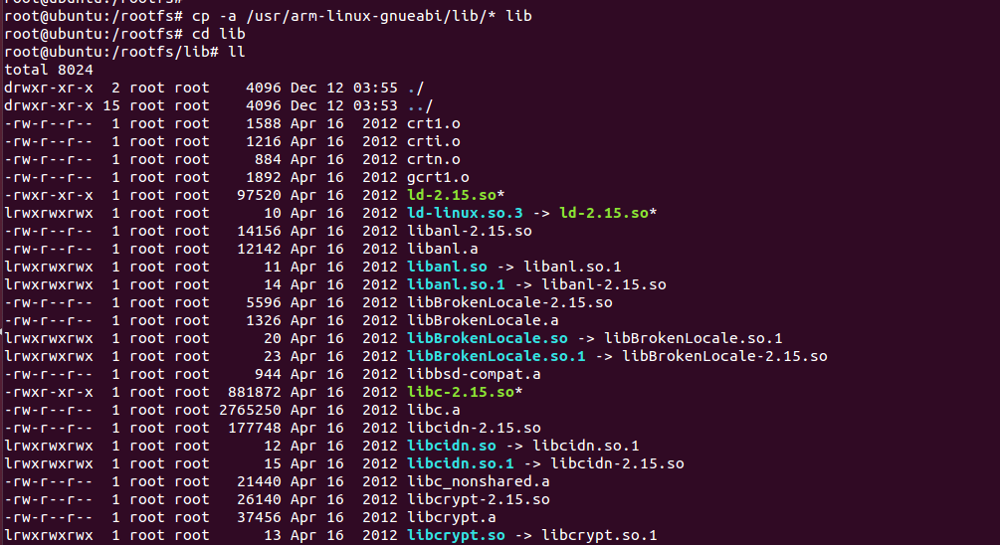 root@ubuntu:/rootfs#
root@ubuntu:/rootfs# cp -a /usr/arm-linux-gnueabi/lib/* lib
root@ubuntu:/rootfs# cd lib
root@ubuntu:/rootfs/lib# ll
total 8024
drwxr-xr-x  2 root root    4096 Dec 12 03:55 ./
drwxr-xr-x 15 root root    4096 Dec 12 03:53 ../
-rw-r--r--  1 root root    1588 Apr 16  2012 crt1.o
-rw-r--r--  1 root root    1216 Apr 16  2012 crti.o
-rw-r--r--  1 root root     884 Apr 16  2012 crtn.o
-rw-r--r--  1 root root    1892 Apr 16  2012 gcrt1.o
-rwxr-xr-x  1 root root   97520 Apr 16  2012 ld-2.15.so*
lrwxrwxrwx  1 root root      10 Apr 16  2012 ld-linux.so.3 -> ld-2.15.so*
-rw-r--r--  1 root root   14156 Apr 16  2012 libanl-2.15.so
-rw-r--r--  1 root root   12142 Apr 16  2012 libanl.a
lrwxrwxrwx  1 root root      11 Apr 16  2012 libanl.so -> libanl.so.1
lrwxrwxrwx  1 root root      14 Apr 16  2012 libanl.so.1 -> libanl-2.15.so
-rw-r--r--  1 root root    5596 Apr 16  2012 libBrokenLocale-2.15.so
-rw-r--r--  1 root root    1326 Apr 16  2012 libBrokenLocale.a
lrwxrwxrwx  1 root root      20 Apr 16  2012 libBrokenLocale.so -> libBrokenLocale.so.1
lrwxrwxrwx  1 root root      23 Apr 16  2012 libBrokenLocale.so.1 -> libBrokenLocale-2.15.so
-rw-r--r--  1 root root     944 Apr 16  2012 libbsd-compat.a
-rwxr-xr-x  1 root root  881872 Apr 16  2012 libc-2.15.so*
-rw-r--r--  1 root root 2765250 Apr 16  2012 libc.a
-rw-r--r--  1 root root  177748 Apr 16  2012 libcidn-2.15.so
lrwxrwxrwx  1 root root      12 Apr 16  2012 libcidn.so -> libcidn.so.1
lrwxrwxrwx  1 root root      15 Apr 16  2012 libcidn.so.1 -> libcidn-2.15.so
-rw-r--r--  1 root root   21440 Apr 16  2012 libc_nonshared.a
-rw-r--r--  1 root root   26140 Apr 16  2012 libcrypt-2.15.so
-rw-r--r--  1 root root   37456 Apr 16  2012 libcrypt.a
lrwxrwxrwx  1 root root      13 Apr 16  2012 libcrypt.so -> libcrypt.so.1